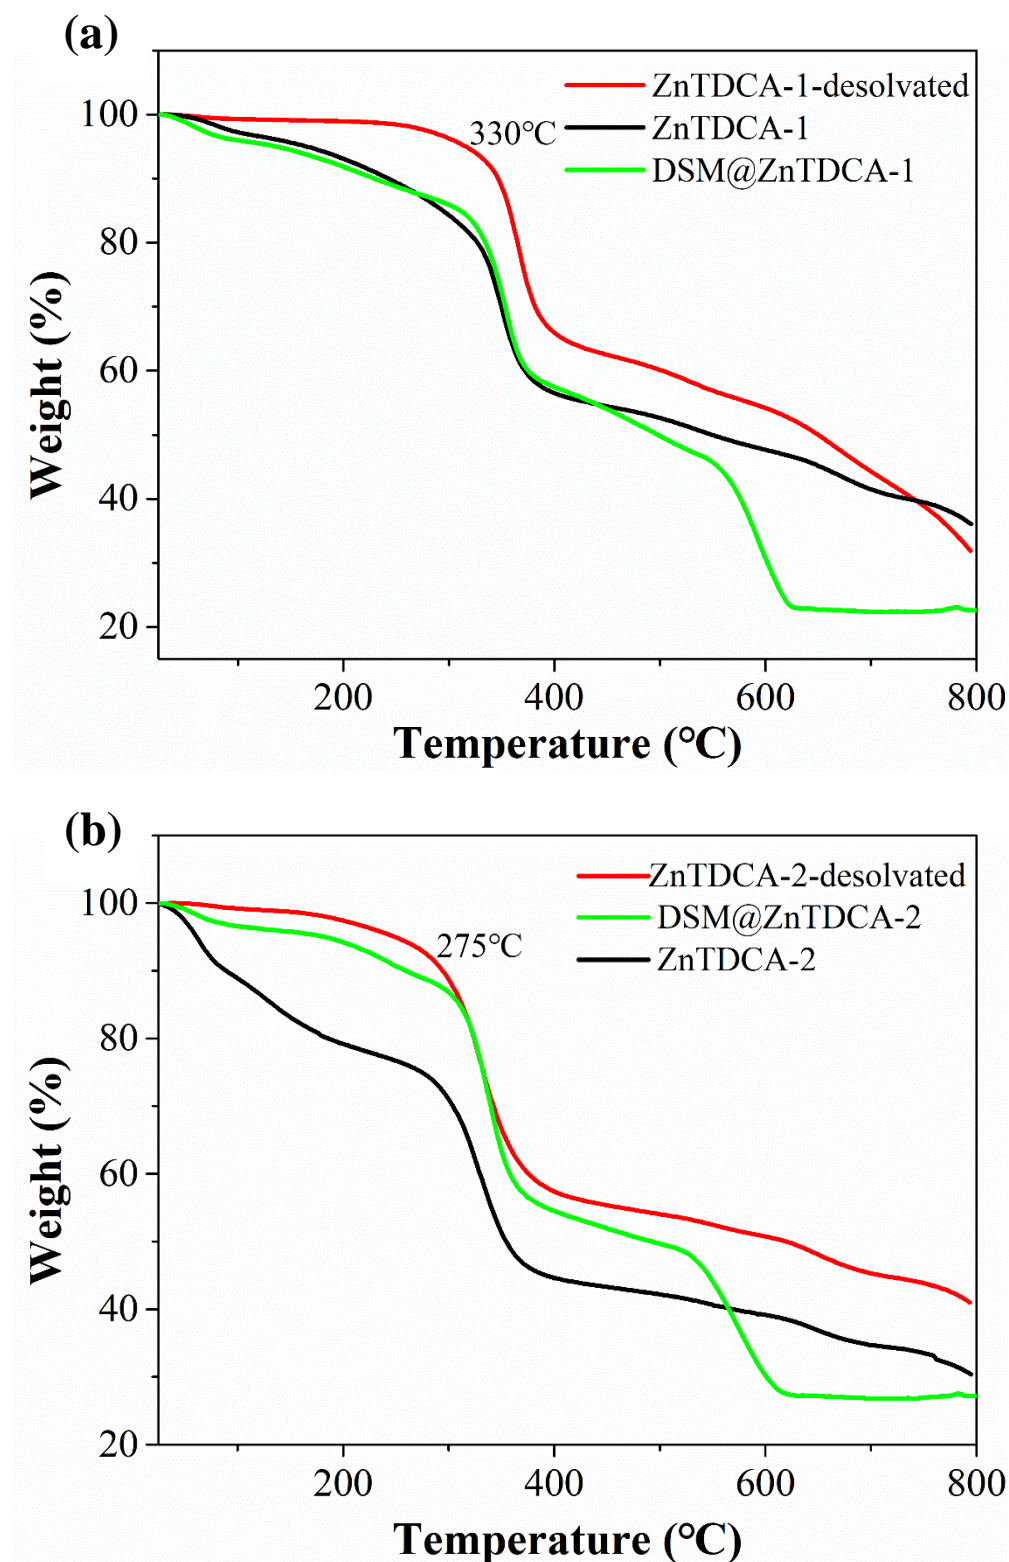 (a)
ZnTDCA-1-desolvated
ZnTDCA-1
DSM@ZnTDCA-1
330°C
100
80
60
40
20
Weight (%)
200
400
600
800
Temperature (°C)
(b)
ZnTDCA-2-desolvated
DSM@ZnTDCA-2
ZnTDCA-2
275°C
100
80
60
40
20
Weight (%)
200
400
600
800
Temperature (°C)